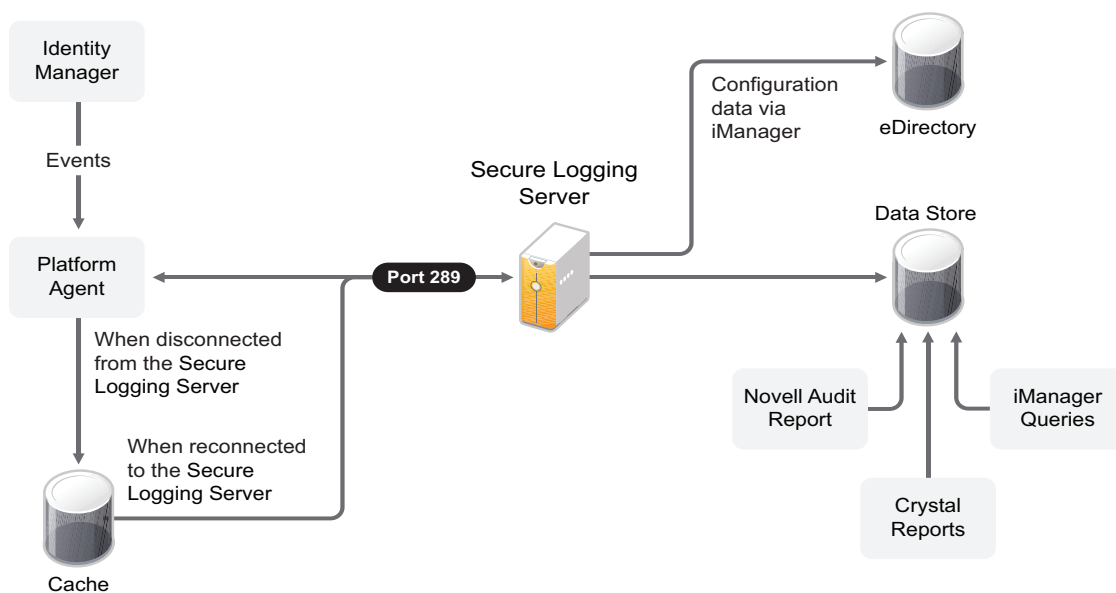 Identity
Manager
Events
Platform
Agent
When disconnected
from the Secure
Logging Server
When reconnected
to the Secure
Logging Server
Cache
Port 289
Secure Logging
Server
Configuration
data via
iManager
eDirectory
Data Store
Novell Audit
Report
iManager
Queries
Crystal
Reports